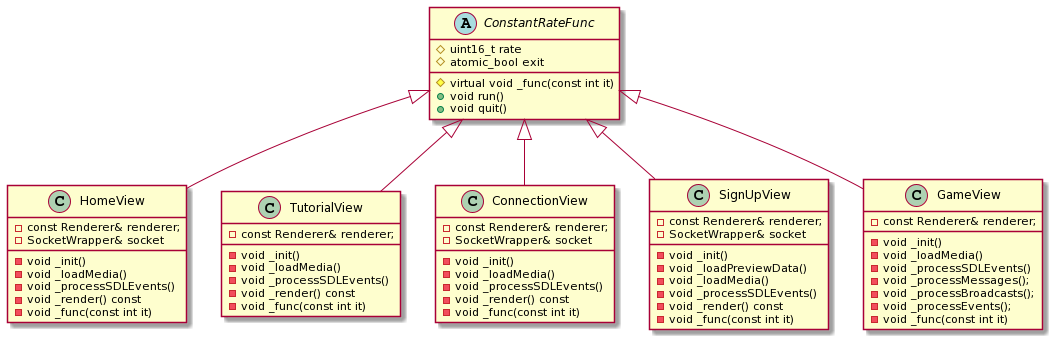 A ConstantRateFunc
uint16_t rate
atomic_bool exit
virtual void _func(const int it)
void run()
void quit()
C HomeView
const Renderer& renderer;
SocketWrapper& socket
void _init()
void _loadMedia()
void _processSDLEvents()
void _render() const
void _func(const int it)
C TutorialView
const Renderer& renderer;
void _init()
void _loadMedia()
void _processSDLEvents()
void _render() const
void _func(const int it)
C ConnectionView
const Renderer& renderer;
SocketWrapper& socket
void _init()
void _loadMedia()
void _processSDLEvents()
void _render() const
void _func(const int it)
C SignUpView
const Renderer& renderer;
SocketWrapper& socket
void _init()
void _loadPreviewData()
void _loadMedia()
void _processSDLEvents()
void _render() const
void _func(const int it)
C GameView
const Renderer& renderer;
void _init()
void _loadMedia()
void _processSDLEvents()
void _processMessages();
void _processBroadcasts();
void _processEvents();
void _func(const int it)